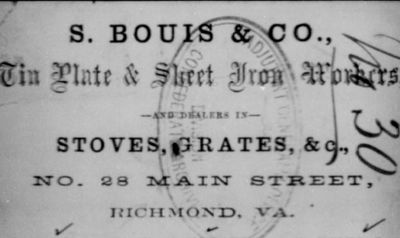 S. BOUIS & CO.,
Tin Plate & Sheet Iron Workers
—AND DEALERS IN—
STOVES, GRATES, &c.,
NO. 28 MAIN STREET,
RICHMOND, VA.
30